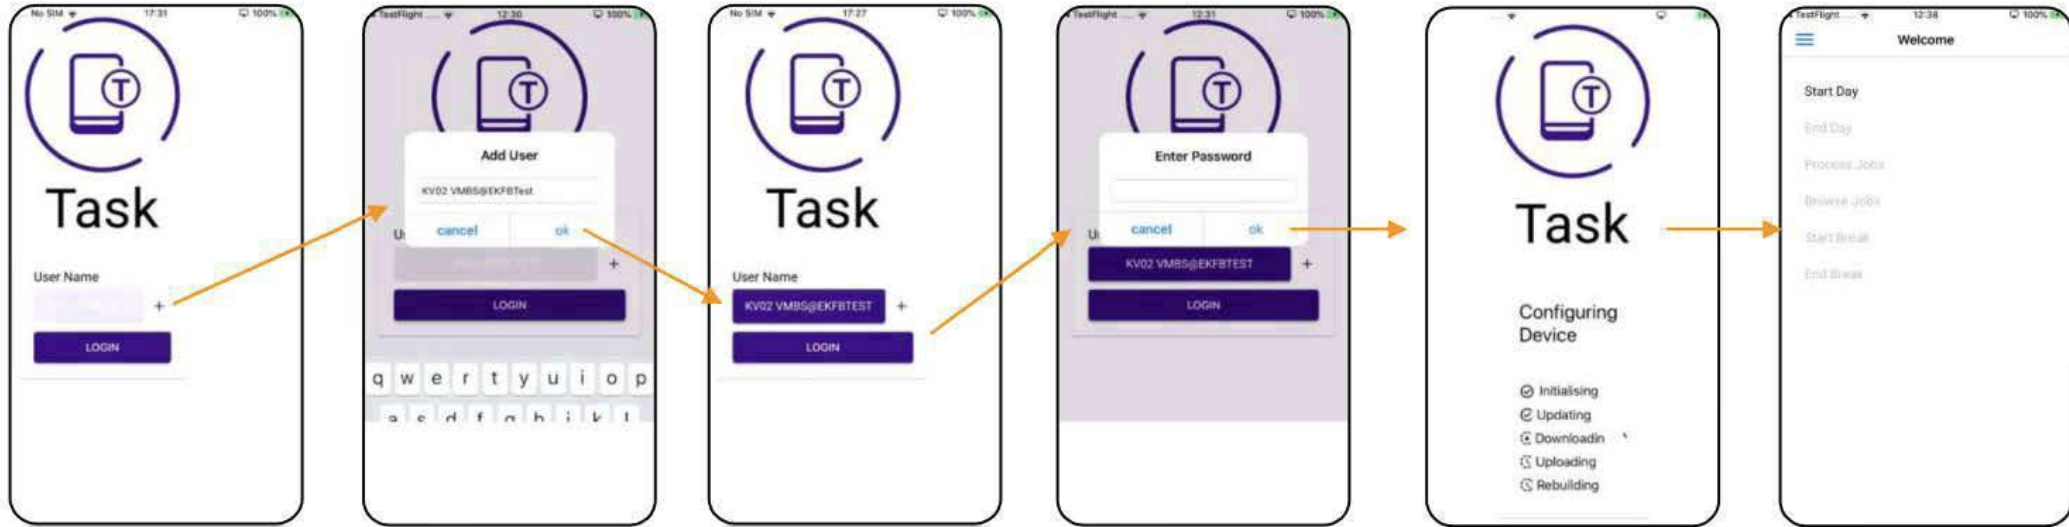 No SIM 17:31 100%
T
Task
User Name
+
LOGIN
TestFlight 12:30 100%
T
Add User
KV02 VMBS@EKFBTest
cancel ok
+
LOGIN
q w e r t y u i o p
a s d f g h j k l
No SIM 17:27 100%
T
Task
User Name
KV02 VMBS@EKFBTEST +
LOGIN
TestFlight 12:31 100%
T
Enter Password
cancel ok
KV02 VMBS@EKFBTEST +
LOGIN
T
Task
Configuring
Device
Initialising
Updating
Downloadin
Uploading
Rebuilding
TestFlight 12:38 100%
Welcome
Start Day
End Day
Process Jobs
Browse Jobs
Start Break
End Break